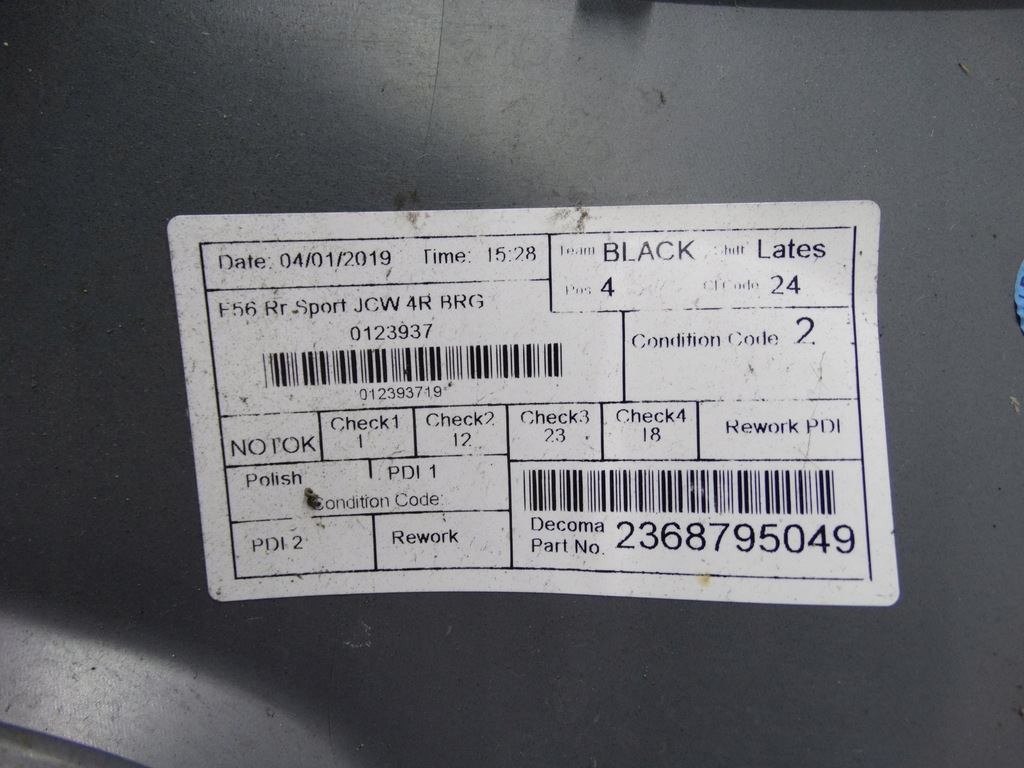 Date: 04/01/2019 Time: 15:28
Team BLACK Shift Lates
Pos 4 CI Code 24
F56 Rr Sport JCW 4R BRG
0123937
012393719
Condition Code 2
NOTOK
Check1
1
Check2
12
Check3
23
Check4
18
Rework PDI
Polish
PDI 1
Condition Code:
PDI 2
Rework
Decoma
Part No. 2368795049